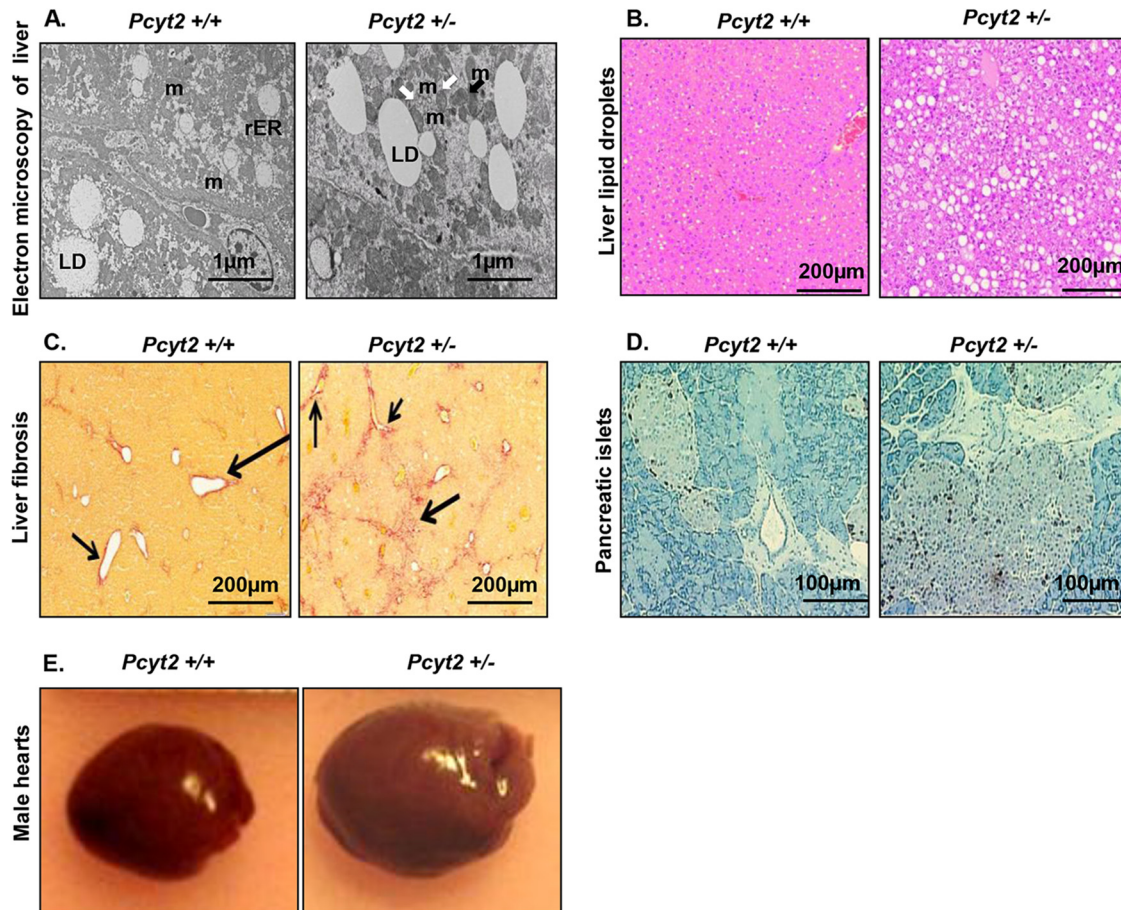 A.
Pcyt2 +/+
Pcyt2 +/-
Electron microscopy of liver
m
rER
m
LD
1µm
m
m
m
LD
1µm
B.
Pcyt2 +/+
Pcyt2 +/-
Liver lipid droplets
200µm
200µm
C.
Pcyt2 +/+
Pcyt2 +/-
Liver fibrosis
200µm
200µm
D.
Pcyt2 +/+
Pcyt2 +/-
Pancreatic islets
100µm
100µm
E.
Pcyt2 +/+
Pcyt2 +/-
Male hearts